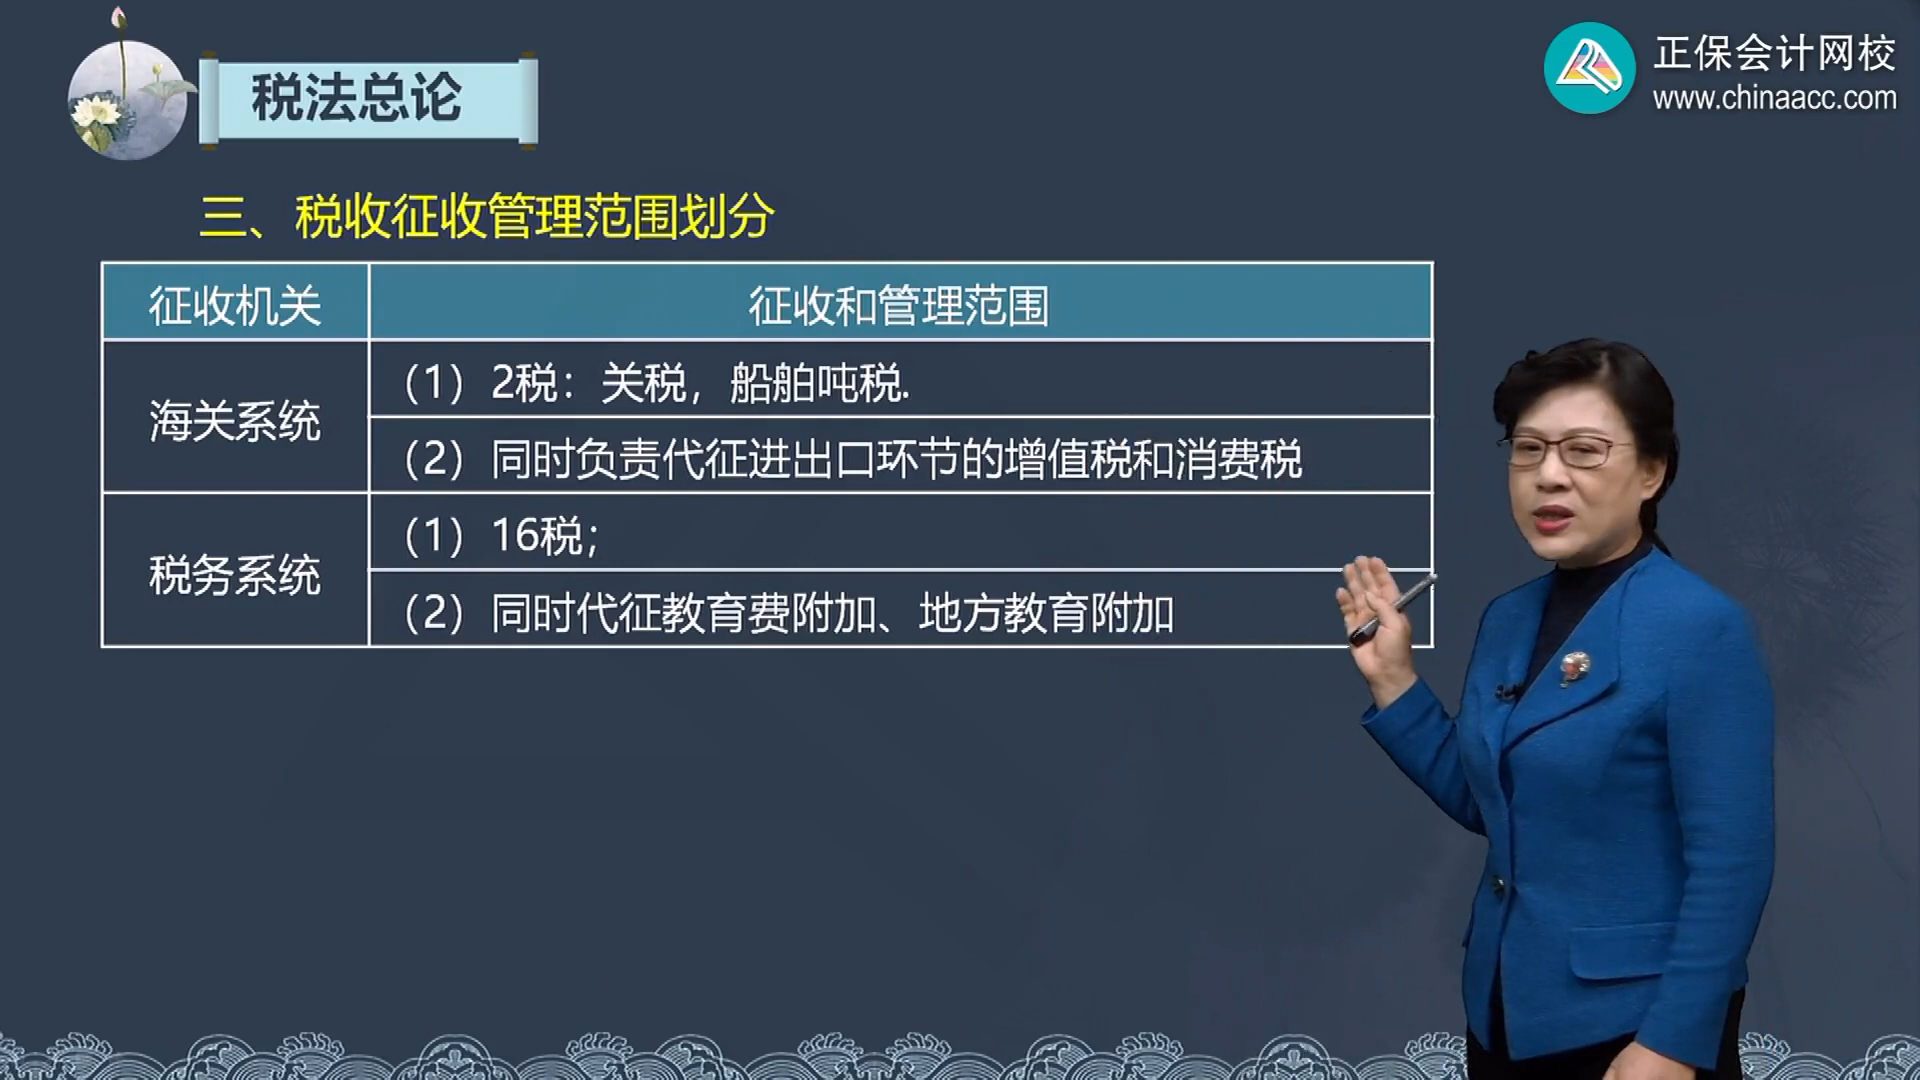 税法总论
正保会计网校
www.chinaacc.com
三、税收征收管理范围划分
征收机关
征收和管理范围
海关系统
（1）2税：关税，船舶吨税.
（2）同时负责代征进出口环节的增值税和消费税
税务系统
（1）16税；
（2）同时代征教育费附加、地方教育附加